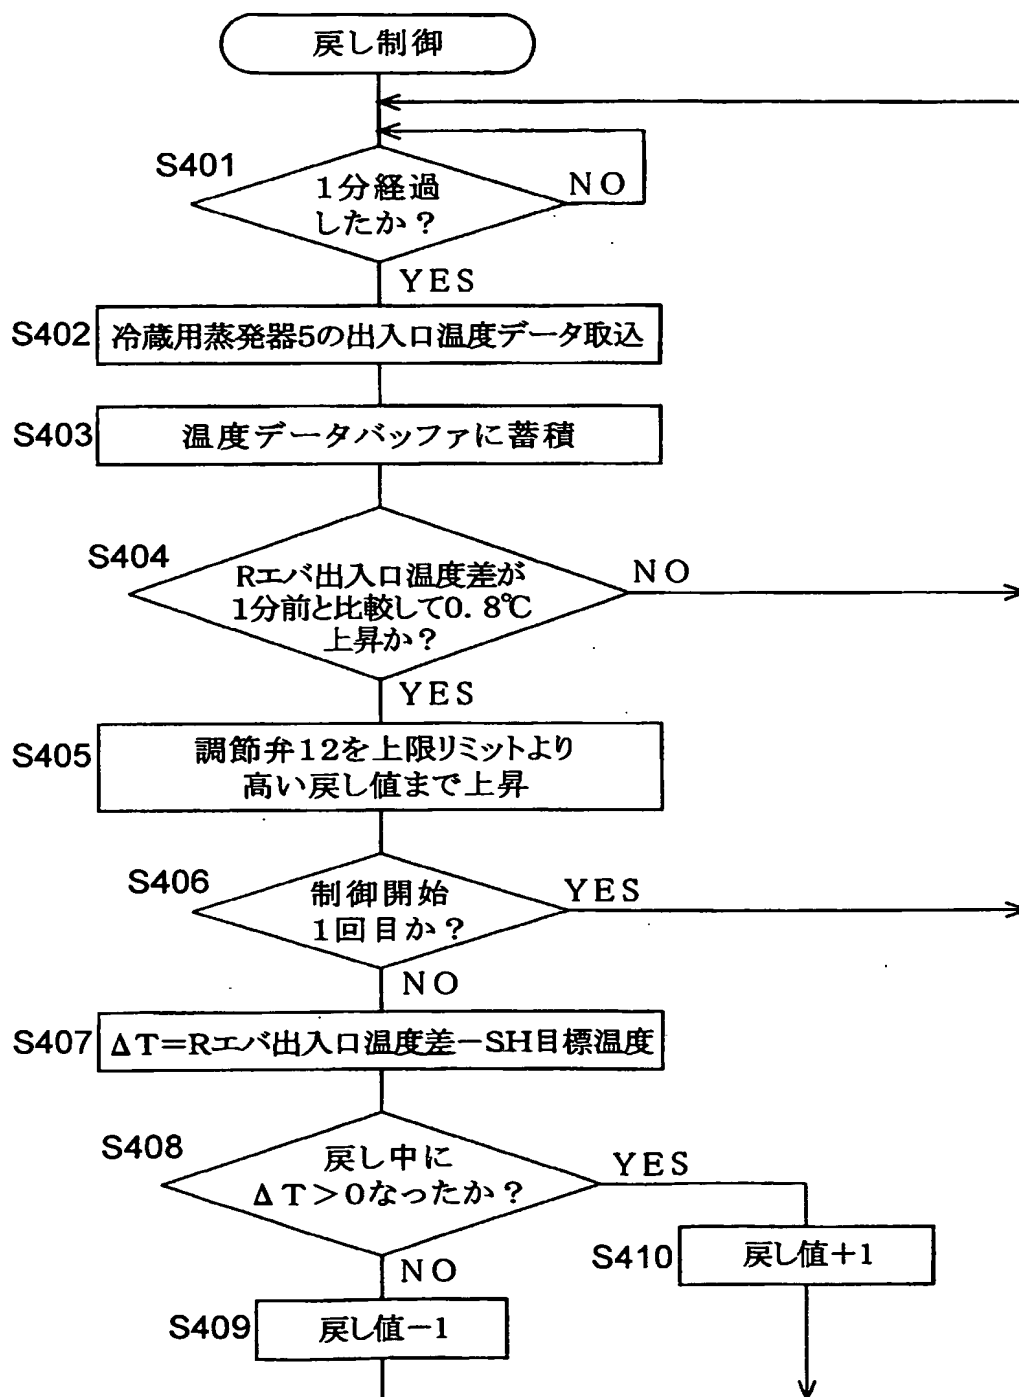 戻し制御
S401
1分経過
したか？
NO
YES
S402
冷蔵用蒸発器5の出入口温度データ取込
S403
温度データバッファに蓄積
S404
Rエバ出入口温度差が
1分前と比較して0．8℃
上昇か？
NO
YES
S405
調節弁12を上限リミットより
高い戻し値まで上昇
S406
制御開始
1回目か？
YES
NO
S407
ΔT＝Rエバ出入口温度差－SH目標温度
S408
戻し中に
ΔT＞0なったか？
YES
S410
戻し値＋1
NO
S409
戻し値－1